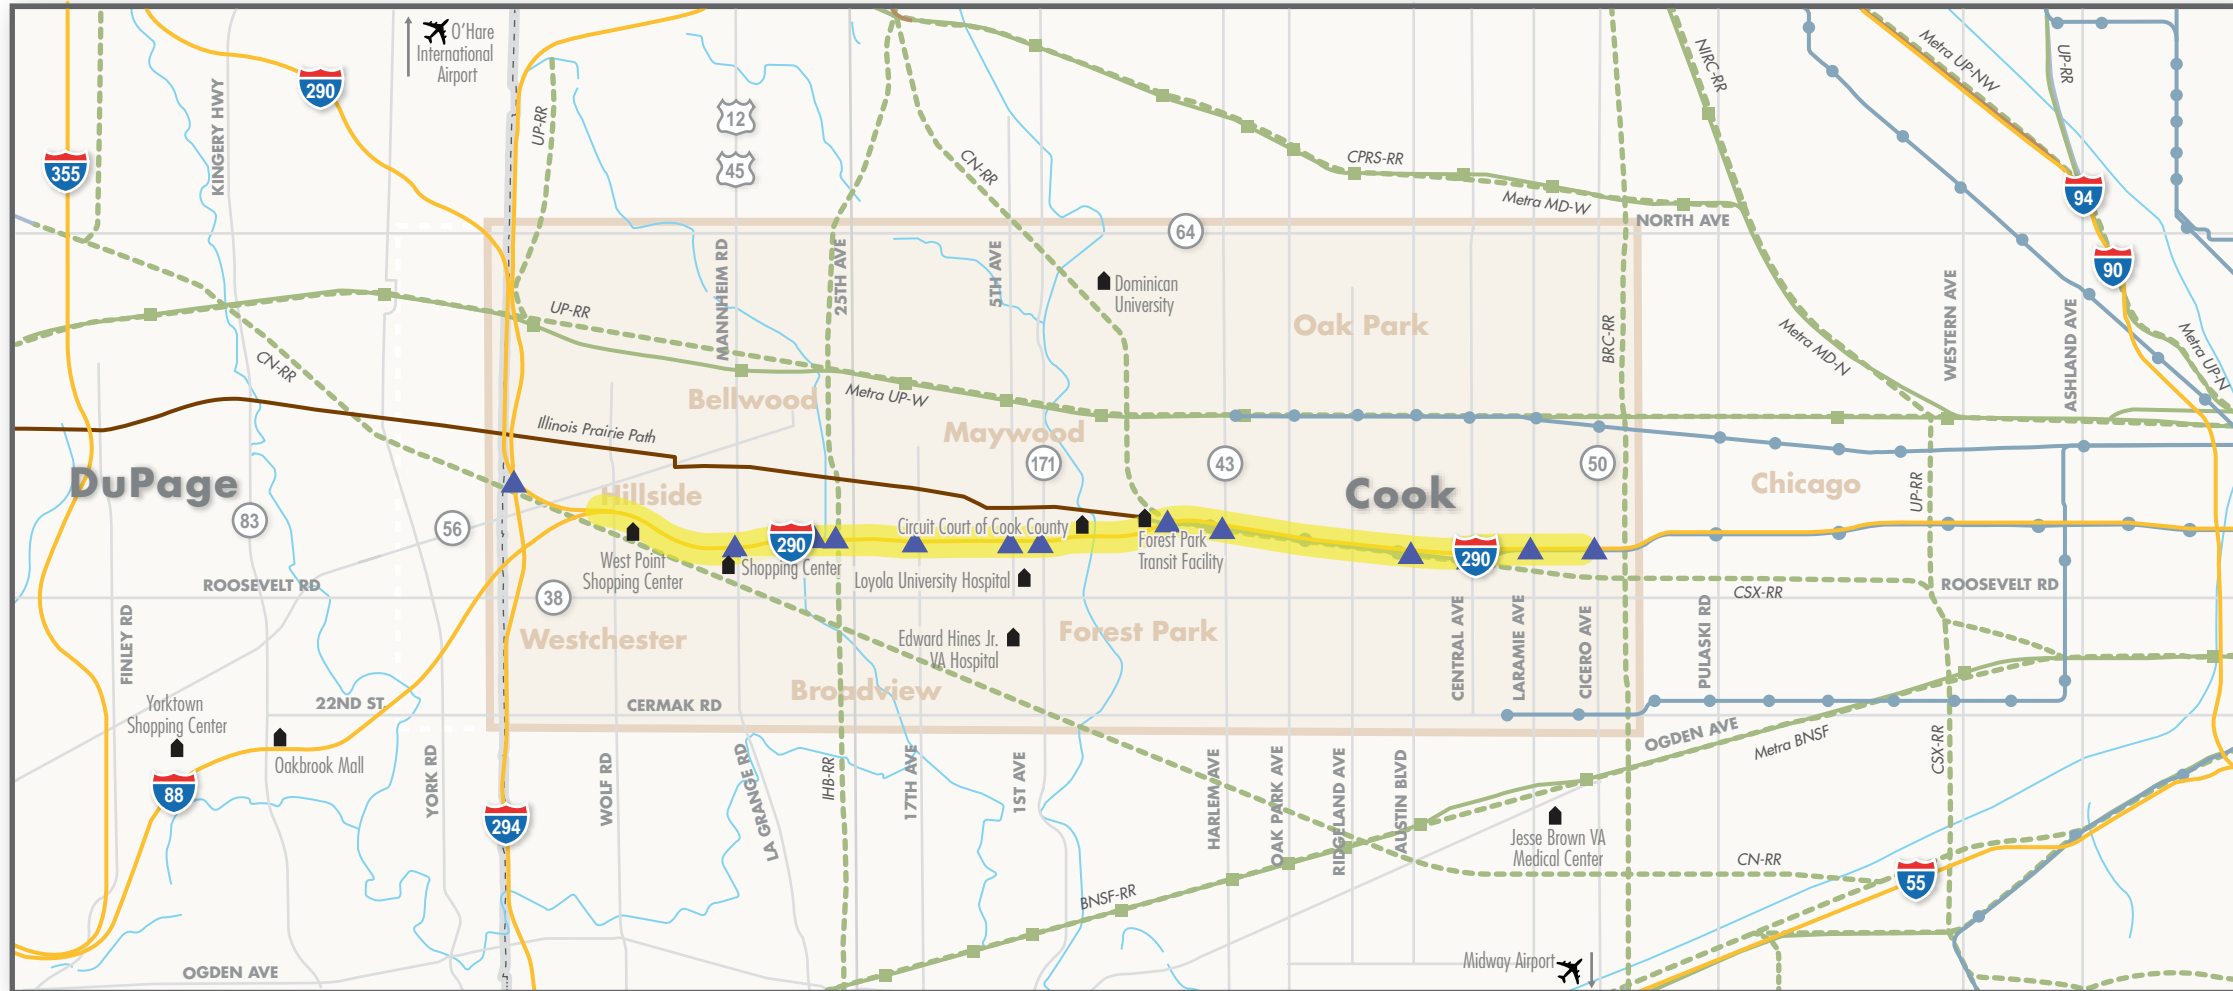 O'Hare
International
Airport
290
355
KINGERY HWY
UP-RR
12
45
CN-RR
CPRS-RR
Metra MD-W
NIRC-RR
Metra UP-NW
UP-RR
94
90
NORTH AVE
64
MANNHEIM RD
25TH AVE
5TH AVE
Dominican
University
Oak Park
BRC-RR
Metra MD-N
WESTERN AVE
ASHLAND AVE
Metra UP-N
UP-RR
CN-RR
Bellwood
Metra UP-W
Illinois Prairie Path
Maywood
171
43
50
DuPage
Hillside
Cook
Chicago
UP-RR
83
56
Circuit Court of Cook County
290
290
West Point
Shopping Center
Shopping Center
Forest Park
Transit Facility
Loyola University Hospital
ROOSEVELT RD
ROOSEVELT RD
CSX-RR
38
FINLEY RD
Westchester
Edward Hines Jr.
VA Hospital
Forest Park
CENTRAL AVE
LARAMIE AVE
CICERO AVE
PULASKI RD
Broadview
Yorktown
Shopping Center
22ND ST.
CERMAK RD
OGDEN AVE
Metra BNSF
CSX-RR
Oakbrook Mall
88
YORK RD
294
WOLF RD
LA GRANGE RD
IHB-RR
17TH AVE
1ST AVE
HARLEM AVE
OAK PARK AVE
RIDGELAND AVE
AUSTIN BLVD
Jesse Brown VA
Medical Center
CN-RR
55
BNSF-RR
OGDEN AVE
Midway Airport